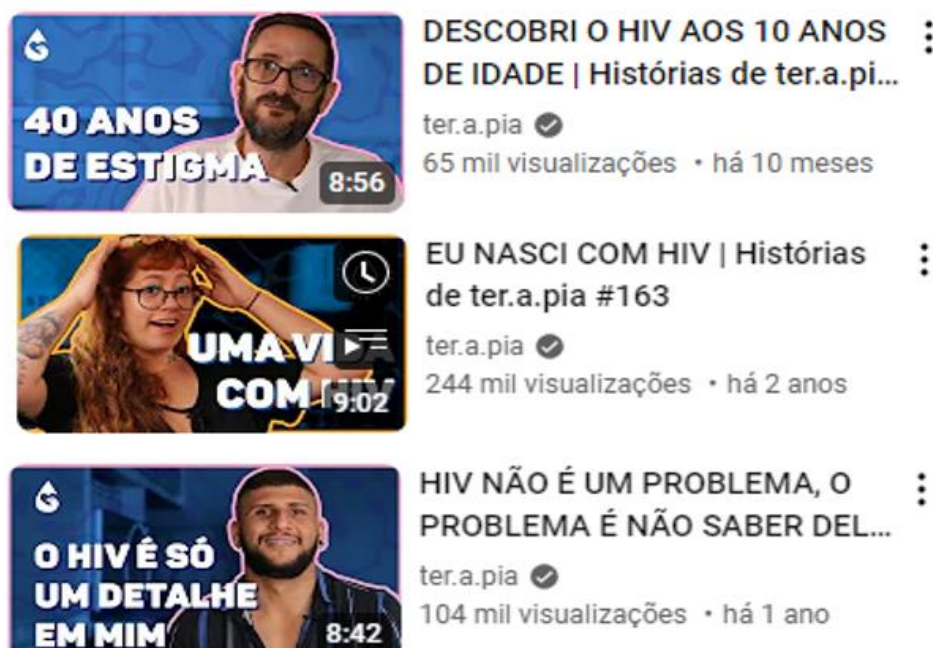 40 ANOS
DE ESTIGMA
8:56
DESCOBRI O HIV AOS 10 ANOS
DE IDADE | Histórias de ter.a.pi...
ter.a.pia
65 mil visualizações • há 10 meses
UMA VIDA
COM HIV
9:02
EU NASCI COM HIV | Histórias
de ter.a.pia #163
ter.a.pia
244 mil visualizações • há 2 anos
O HIV É SÓ
UM DETALHE
EM MIM
8:42
HIV NÃO É UM PROBLEMA, O
PROBLEMA É NÃO SABER DEL...
ter.a.pia
104 mil visualizações • há 1 ano